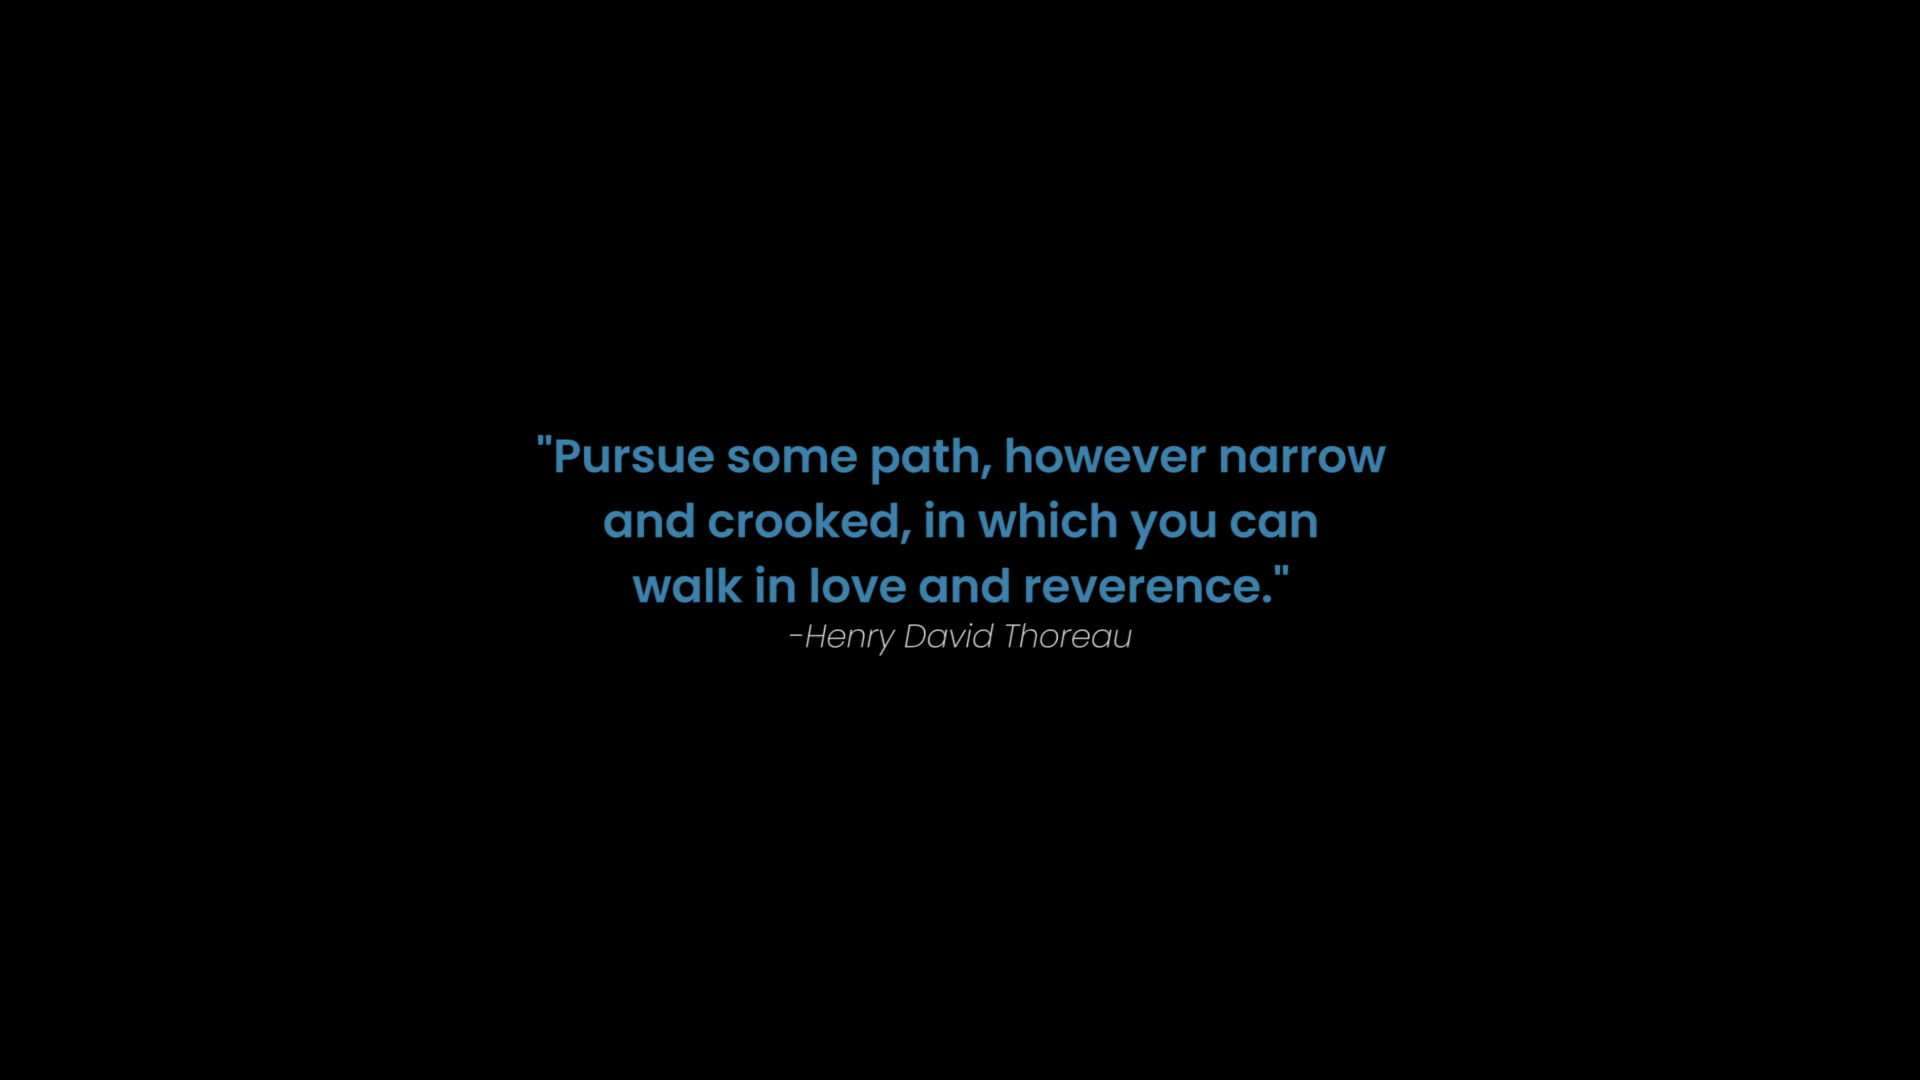 "Pursue some path, however narrow
and crooked, in which you can
walk in love and reverence."
-Henry David Thoreau